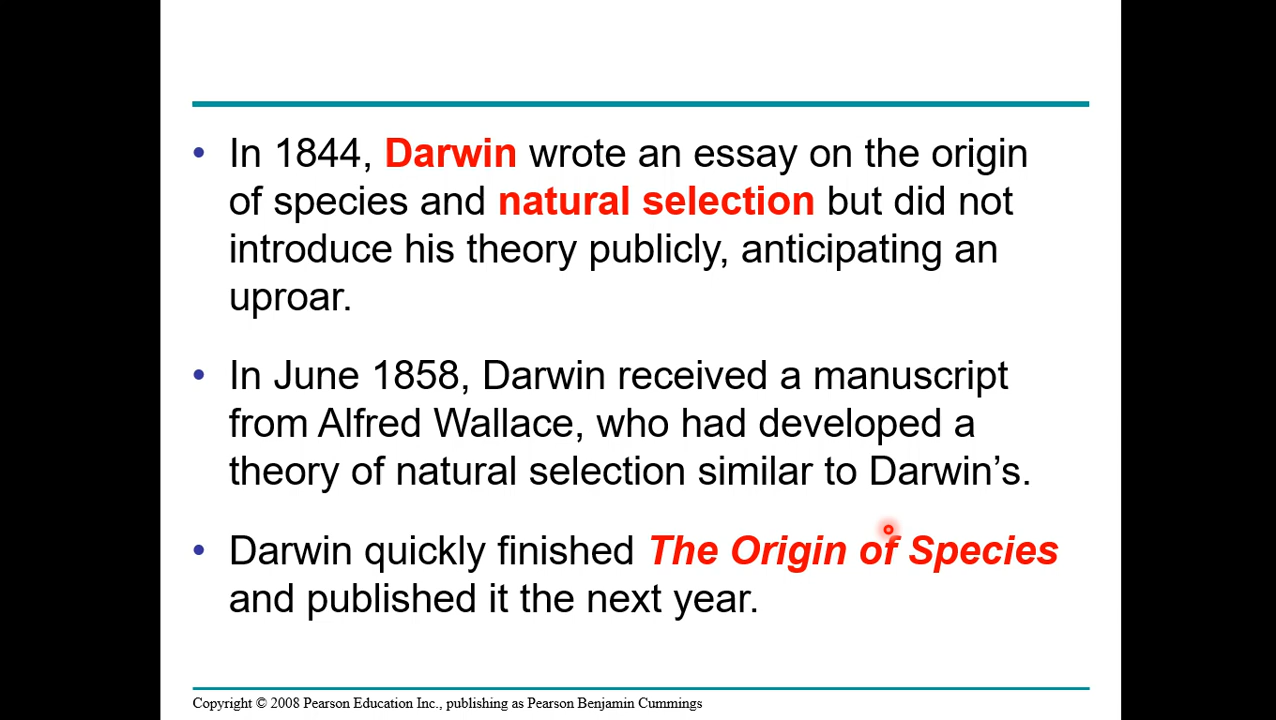 • In 1844, Darwin wrote an essay on the origin
of species and natural selection but did not
introduce his theory publicly, anticipating an
uproar.
• In June 1858, Darwin received a manuscript
from Alfred Wallace, who had developed a
theory of natural selection similar to Darwin’s.
• Darwin quickly finished The Origin of Species
and published it the next year.
Copyright © 2008 Pearson Education Inc., publishing as Pearson Benjamin Cummings